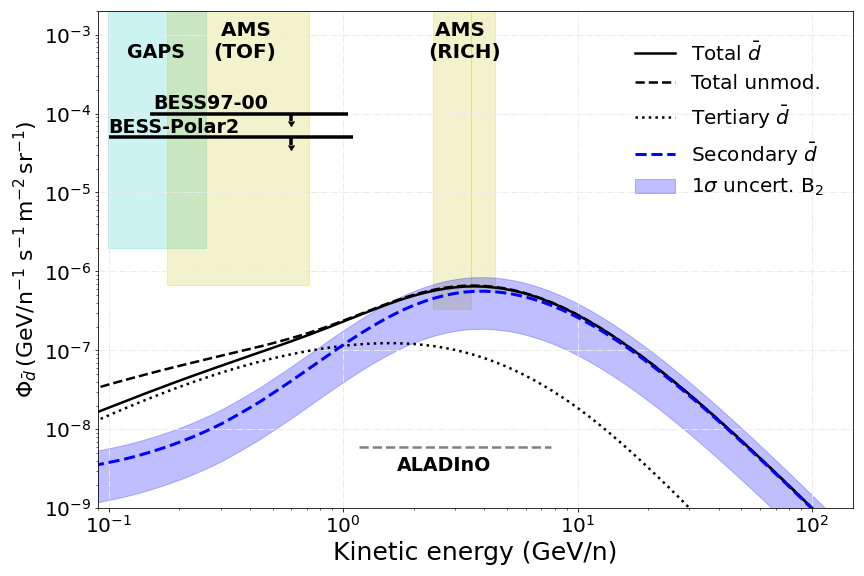 AMS
(TOF)
GAPS
AMS
(RICH)
BESS97-00
BESS-Polar2
Total d̄
Total unmod.
Tertiary d̄
Secondary d̄
1σ uncert. B₂
ALADInO
10⁻³
10⁻⁴
10⁻⁵
10⁻⁶
10⁻⁷
10⁻⁸
10⁻⁹
Φ_d̄ (GeV/n⁻¹ s⁻¹ m⁻² sr⁻¹)
10⁻¹ 10⁰ 10¹ 10²
Kinetic energy (GeV/n)